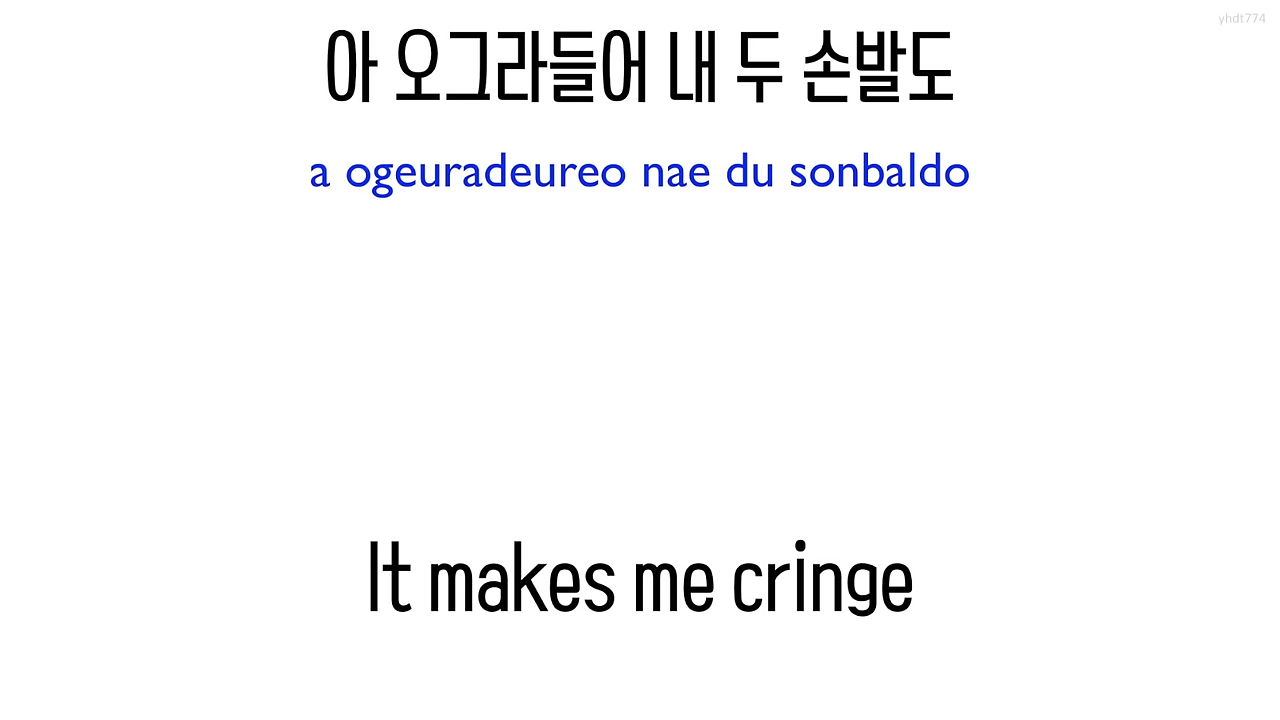 yhdt774
아 오그라들어 내 두 손발도
a ogeuradeureo nae du sonbaldo
It makes me cringe